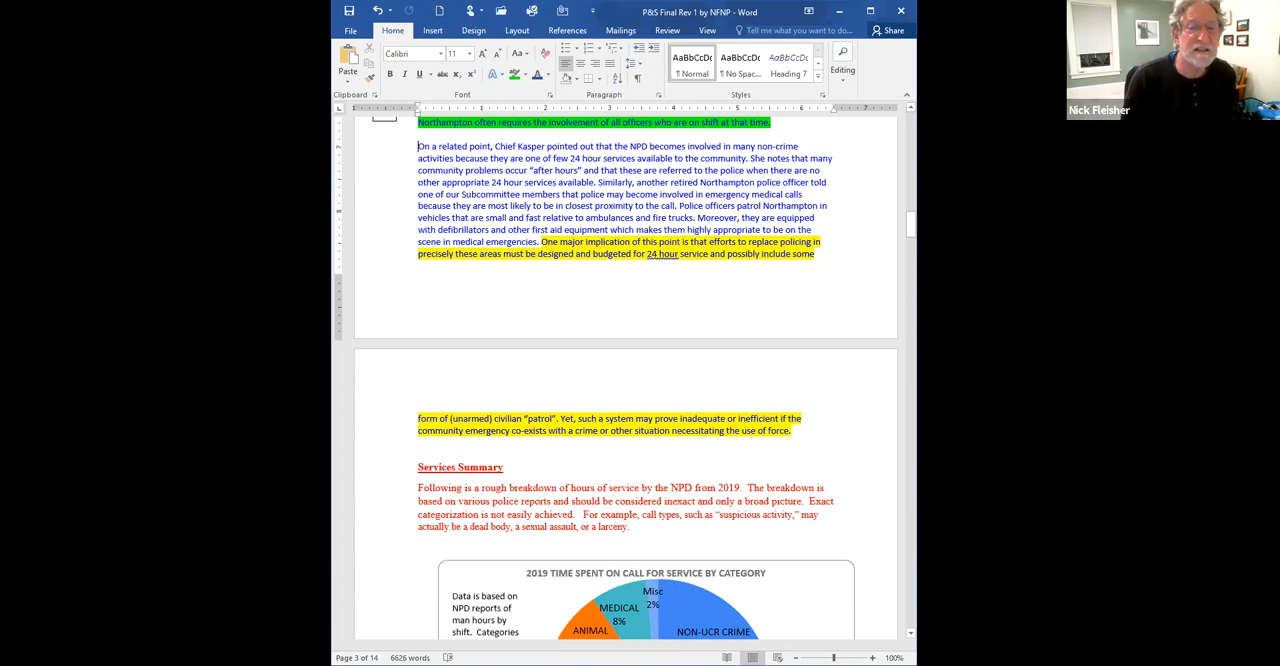 P&S Final Rev 1 by NFNP - Word
File Home Insert Design Layout References Mailings Review View Tell me what you want to do... Share
Calibri 11 Aa
Paste
B I U abc x₂ x² A A
AaBbCcDc AaBbCcDc AaBbCcDc
¶ Normal ¶ No Spac... Heading 7
Editing
Clipboard Font Paragraph Styles
1 1 2 3 4 5 6 7
Nick Fleisher
Northampton often requires the involvement of all officers who are on shift at that time.
On a related point, Chief Kasper pointed out that the NPD becomes involved in many non-crime
activities because they are one of few 24 hour services available to the community. She notes that many
community problems occur “after hours” and that these are referred to the police when there are no
other appropriate 24 hour services available. Similarly, another retired Northampton police officer told
one of our Subcommittee members that police may become involved in emergency medical calls
because they are most likely to be in closest proximity to the call. Police officers patrol Northampton in
vehicles that are small and fast relative to ambulances and fire trucks. Moreover, they are equipped
with defibrillators and other first aid equipment which makes them highly appropriate to be on the
scene in medical emergencies. One major implication of this point is that efforts to replace policing in
precisely these areas must be designed and budgeted for 24 hour service and possibly include some
form of (unarmed) civilian “patrol”. Yet, such a system may prove inadequate or inefficient if the
community emergency co-exists with a crime or other situation necessitating the use of force.
Services Summary
Following is a rough breakdown of hours of service by the NPD from 2019. The breakdown is
based on various police reports and should be considered inexact and only a broad picture. Exact
categorization is not easily achieved. For example, call types, such as “suspicious activity,” may
actually be a dead body, a sexual assault, or a larceny.
2019 TIME SPENT ON CALL FOR SERVICE BY CATEGORY
Data is based on
NPD reports of
man hours by
shift. Categories
Misc
2%
MEDICAL
8%
ANIMAL
NON-UCR CRIME
Page 3 of 14 6626 words 100%